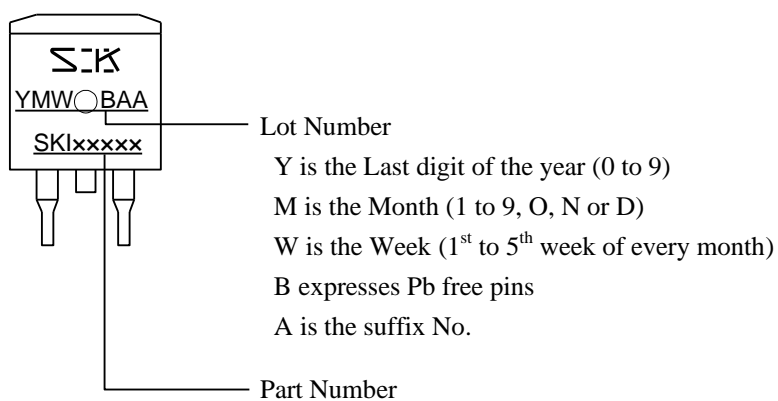 SK
YMW○BAA
SKIxxxxx
Lot Number
Y is the Last digit of the year (0 to 9)
M is the Month (1 to 9, O, N or D)
W is the Week (1st to 5th week of every month)
B expresses Pb free pins
A is the suffix No.
Part Number